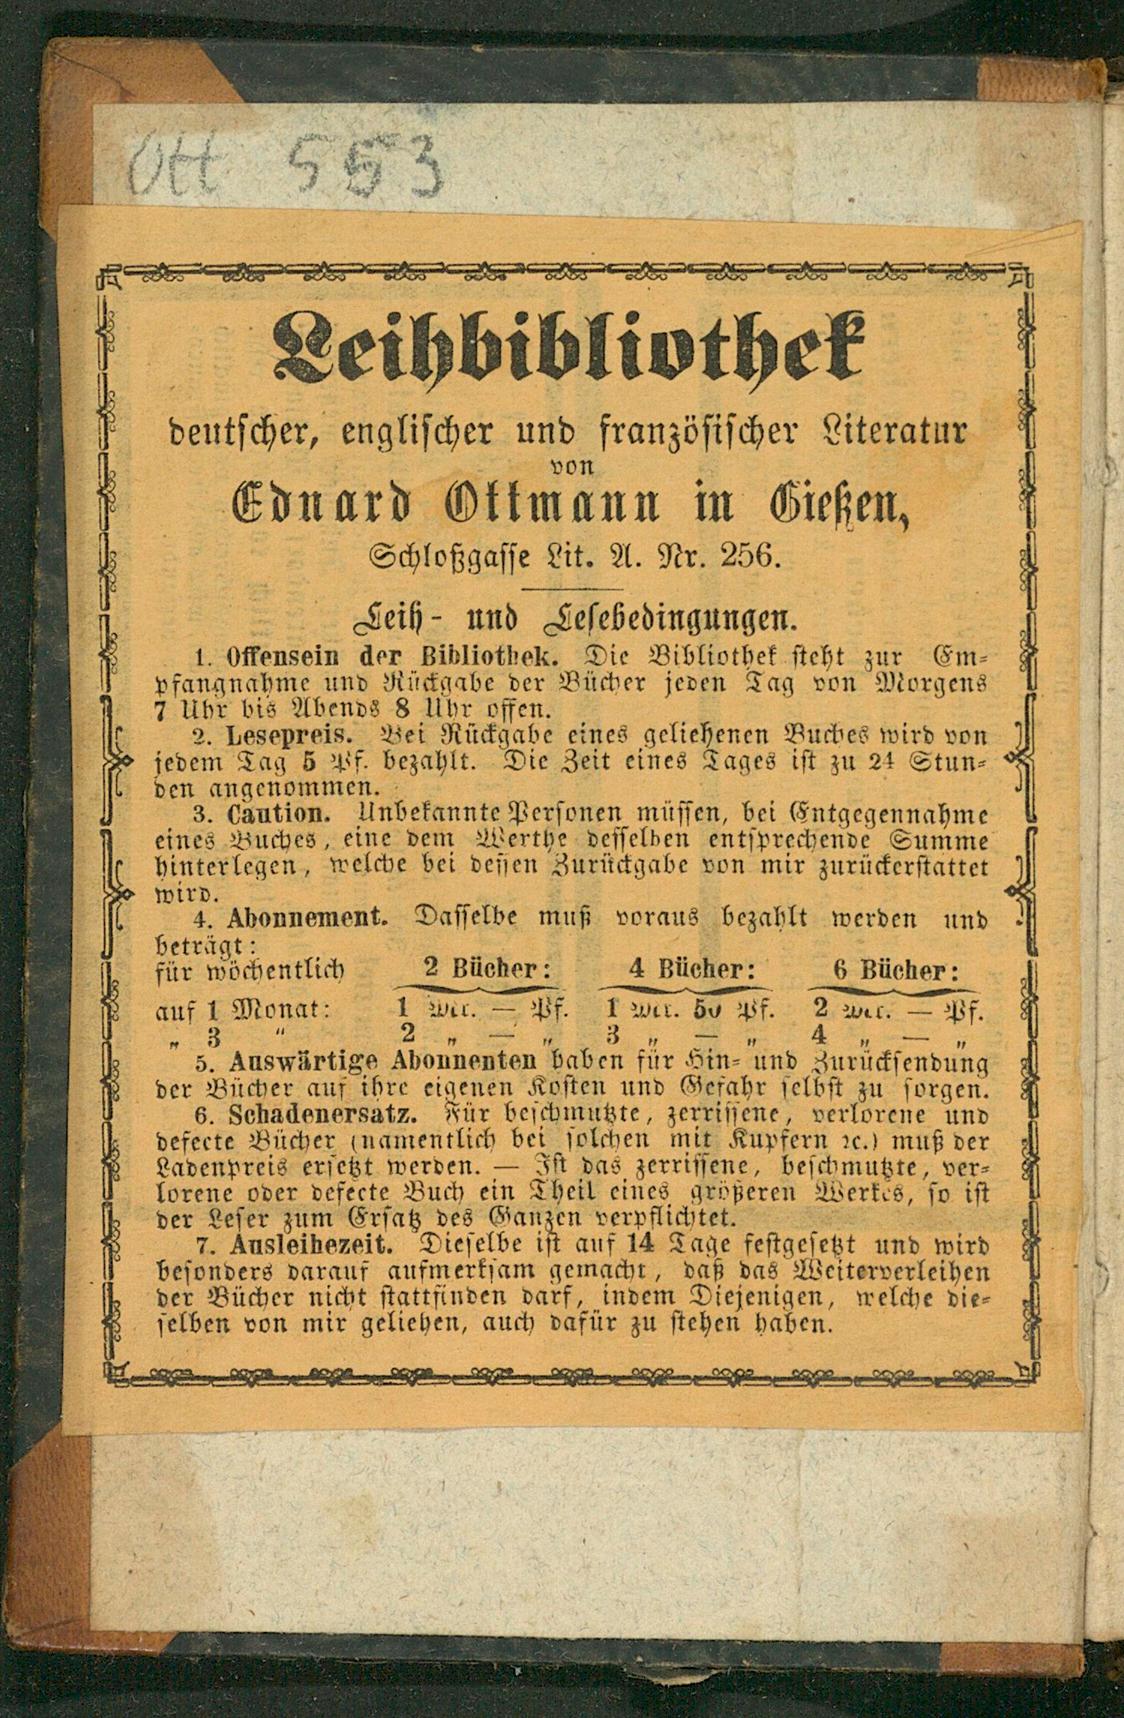 Ott 553
Leihbibliothek
deutscher, englischer und französischer Literatur
von
Eduard Ottmann in Gießen,
Schloßgasse Lit. A. Nr. 256.
Leih- und Lesebedingungen.
1. Offensein der Bibliothek. Die Bibliothek steht zur Em-
pfangnahme und Rückgabe der Bücher jeden Tag von Morgens
7 Uhr bis Abends 8 Uhr offen.
2. Lesepreis. Bei Rückgabe eines geliehenen Buches wird von
jedem Tag 5 Pf. bezahlt. Die Zeit eines Tages ist zu 24 Stun-
den angenommen.
3. Caution. Unbekannte Personen müssen, bei Entgegennahme
eines Buches, eine dem Werthe desselben entsprechende Summe
hinterlegen, welche bei dessen Zurückgabe von mir zurückerstattet
wird.
4. Abonnement. Dasselbe muß voraus bezahlt werden und
beträgt:
für wöchentlich 2 Bücher: 4 Bücher: 6 Bücher:
auf 1 Monat: 1 Mk. — Pf. 1 Mk. 50 Pf. 2 Mk. — Pf.
„ 3 " 2 „ — „ 3 „ — „ 4 „ — „
5. Auswärtige Abonnenten haben für Hin- und Zurücksendung
der Bücher auf ihre eigenen Kosten und Gefahr selbst zu sorgen.
6. Schadenersatz. Für beschmutzte, zerrissene, verlorene und
defecte Bücher (namentlich bei solchen mit Kupfern ꝛc.) muß der
Ladenpreis ersetzt werden. — Ist das zerrissene, beschmutzte, ver-
lorene oder defecte Buch ein Theil eines größeren Werkes, so ist
der Leser zum Ersatz des Ganzen verpflichtet.
7. Ausleihezeit. Dieselbe ist auf 14 Tage festgesetzt und wird
besonders darauf aufmerksam gemacht, daß das Weiterverleihen
der Bücher nicht stattfinden darf, indem Diejenigen, welche die-
selben von mir geliehen, auch dafür zu stehen haben.